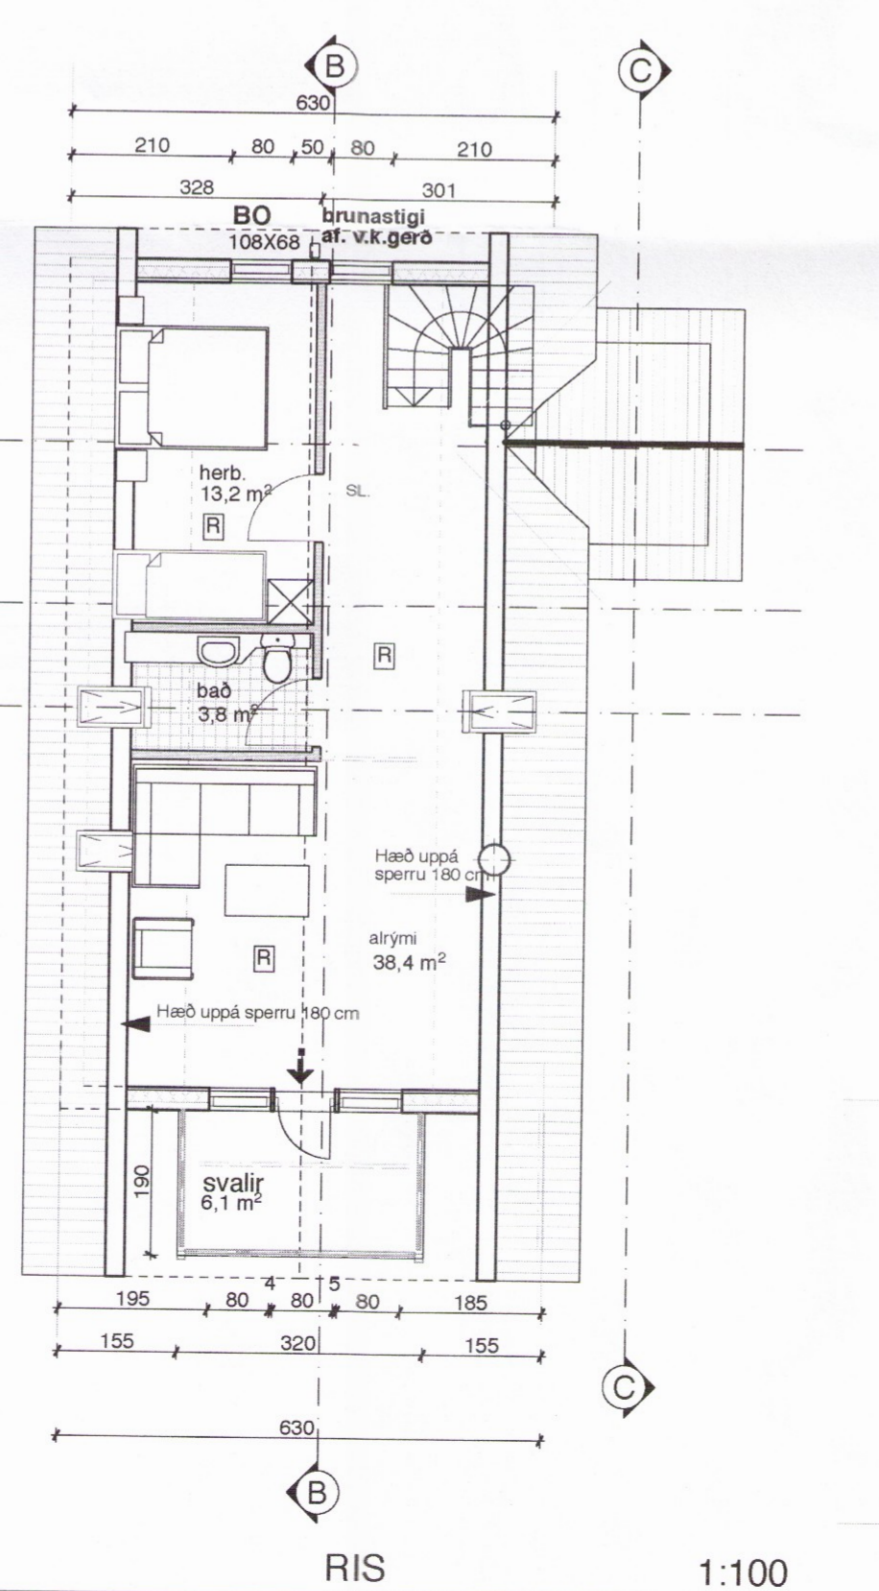 B
C
630
210 80 50 80 210
328 301
BO
108X68
brunastigi
af. v.k.gerð
herb.
13,2 m²
R
SL.
R
bað
3,8 m²
Hæð uppá
sperru 180 cm
alrými
38,4 m²
R
Hæð uppá sperru 180 cm
190
svalir
6,1 m²
4 5
195 80 80 80 185
155 320 155
C
630
B
RIS
1:100